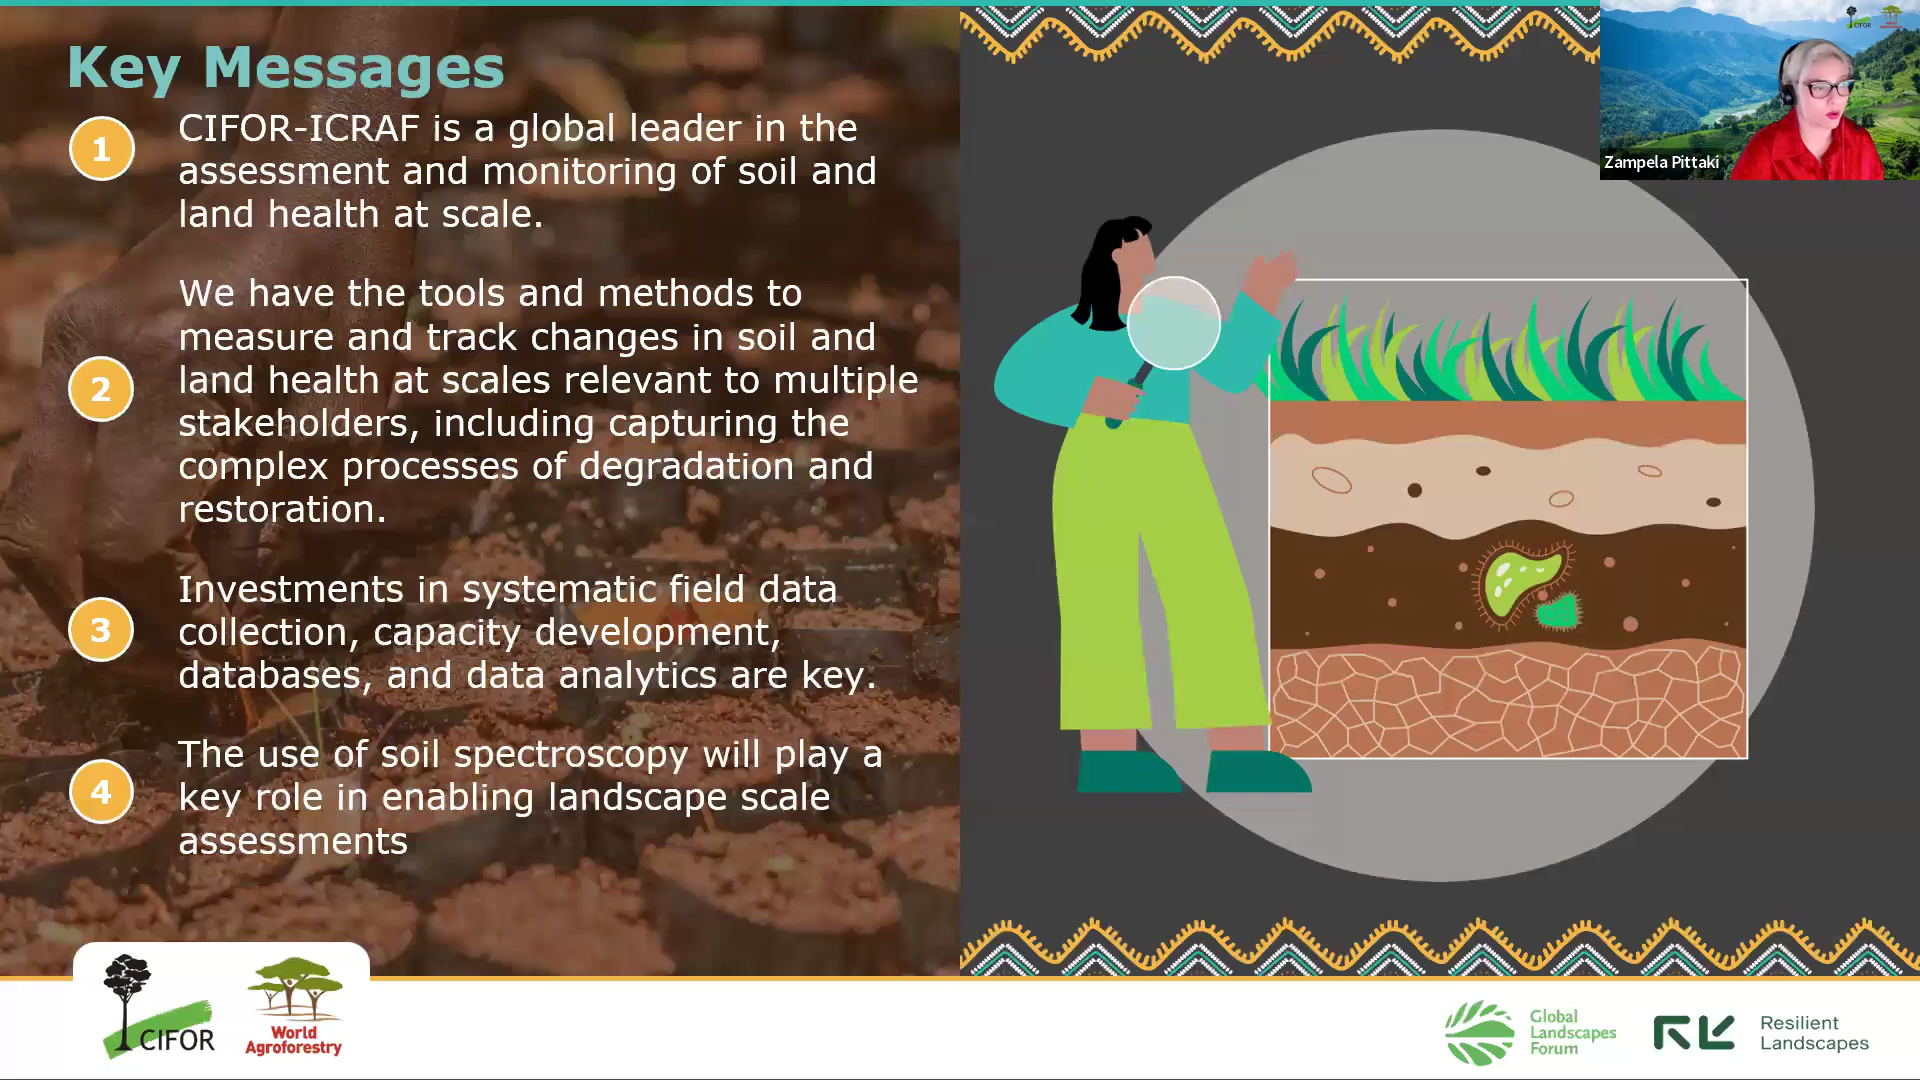 Key Messages
1
CIFOR-ICRAF is a global leader in the
assessment and monitoring of soil and
land health at scale.
2
We have the tools and methods to
measure and track changes in soil and
land health at scales relevant to multiple
stakeholders, including capturing the
complex processes of degradation and
restoration.
3
Investments in systematic field data
collection, capacity development,
databases, and data analytics are key.
4
The use of soil spectroscopy will play a
key role in enabling landscape scale
assessments
CIFOR
Zampela Pittaki
CIFOR
World
Agroforestry
Global
Landscapes
Forum
Resilient
Landscapes